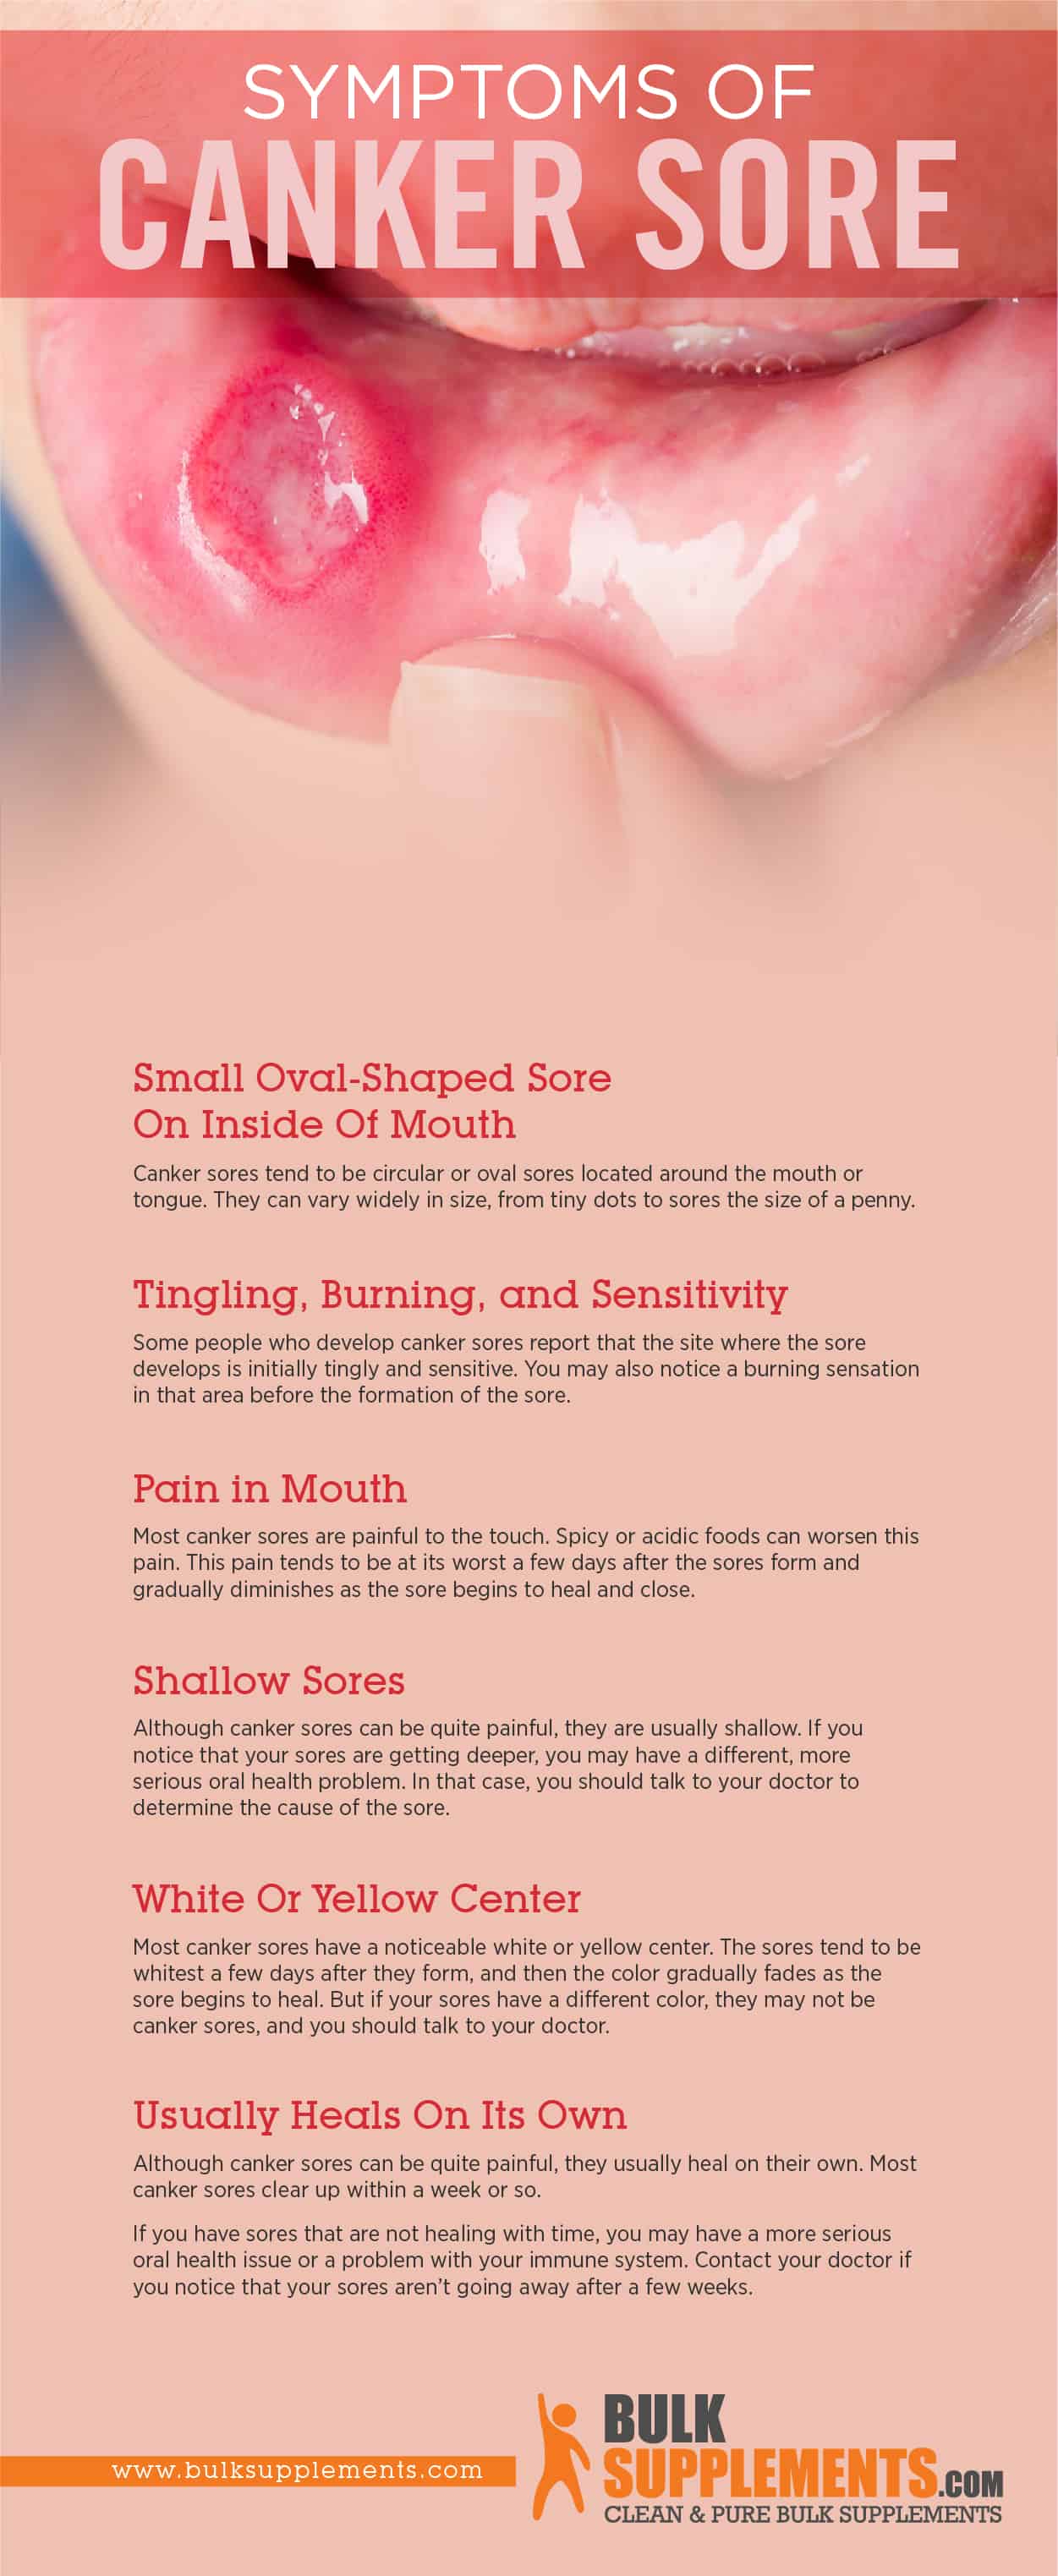 SYMPTOMS OF
CANKER SORE
Small Oval-Shaped Sore
On Inside Of Mouth
Canker sores tend to be circular or oval sores located around the mouth or
tongue. They can vary widely in size, from tiny dots to sores the size of a penny.
Tingling, Burning, and Sensitivity
Some people who develop canker sores report that the site where the sore
develops is initially tingly and sensitive. You may also notice a burning sensation
in that area before the formation of the sore.
Pain in Mouth
Most canker sores are painful to the touch. Spicy or acidic foods can worsen this
pain. This pain tends to be at its worst a few days after the sores form and
gradually diminishes as the sore begins to heal and close.
Shallow Sores
Although canker sores can be quite painful, they are usually shallow. If you
notice that your sores are getting deeper, you may have a different, more
serious oral health problem. In that case, you should talk to your doctor to
determine the cause of the sore.
White Or Yellow Center
Most canker sores have a noticeable white or yellow center. The sores tend to be
whitest a few days after they form, and then the color gradually fades as the
sore begins to heal. But if your sores have a different color, they may not be
canker sores, and you should talk to your doctor.
Usually Heals On Its Own
Although canker sores can be quite painful, they usually heal on their own. Most
canker sores clear up within a week or so.
If you have sores that are not healing with time, you may have a more serious
oral health issue or a problem with your immune system. Contact your doctor if
you notice that your sores aren't going away after a few weeks.
www.bulksupplements.com
BULK
SUPPLEMENTS.COM
CLEAN & PURE BULK SUPPLEMENTS